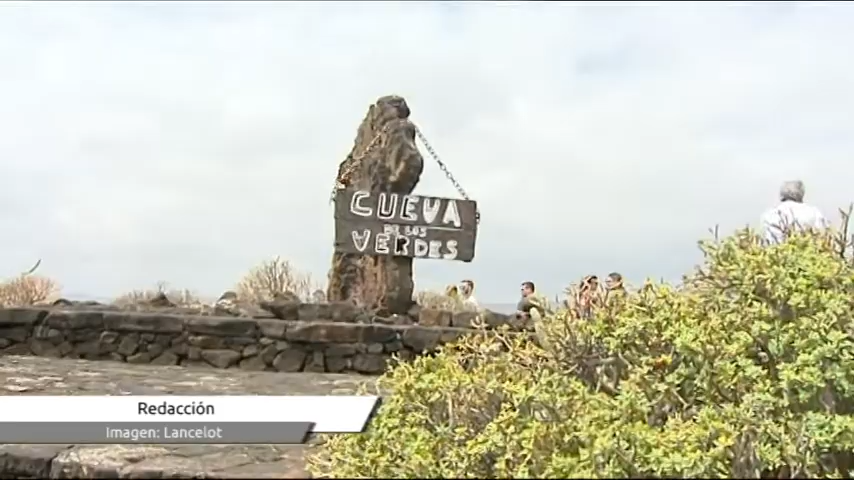 CUEVA
DE LOS
VERDES
Redacción
Imagen: Lancelot